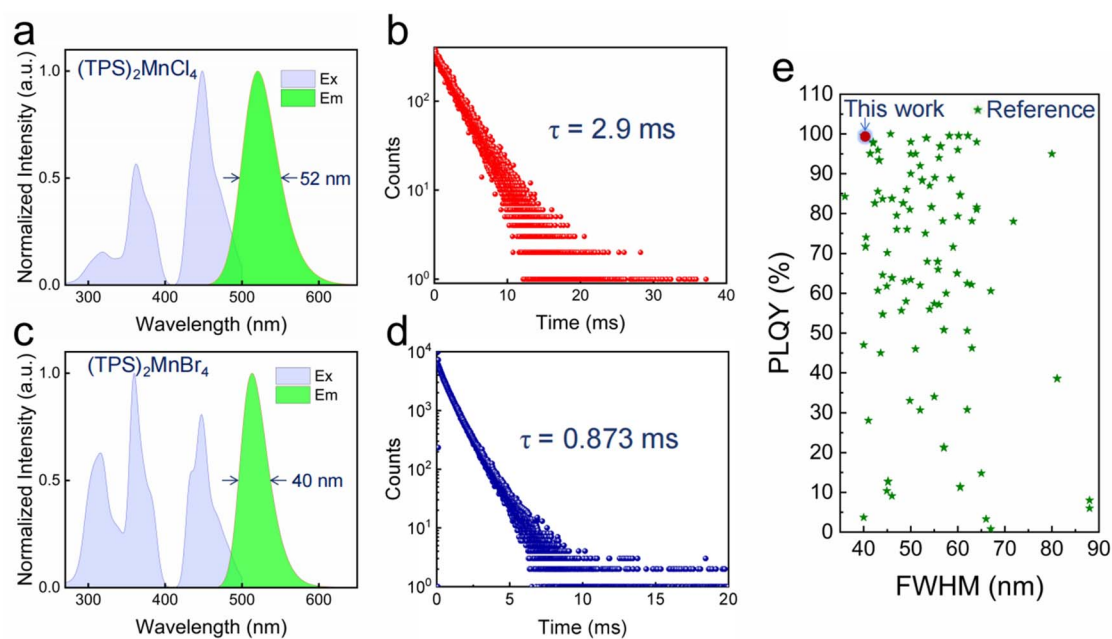 a
(TPS)₂MnCl₄
Ex
Em
52 nm
Normalized Intensity (a.u.)
1.0
0.5
0.0
300 400 500 600
Wavelength (nm)
b
τ = 2.9 ms
Counts
10²
10¹
10⁰
0 10 20 30 40
Time (ms)
c
(TPS)₂MnBr₄
Ex
Em
40 nm
Normalized Intensity (a.u.)
1.0
0.5
0.0
300 400 500 600
Wavelength (nm)
d
τ = 0.873 ms
Counts
10⁴
10³
10²
10¹
10⁰
0 5 10 15 20
Time (ms)
e
This work
Reference
PLQY (%)
110
100
90
80
70
60
50
40
30
20
10
0
40 50 60 70 80 90
FWHM (nm)